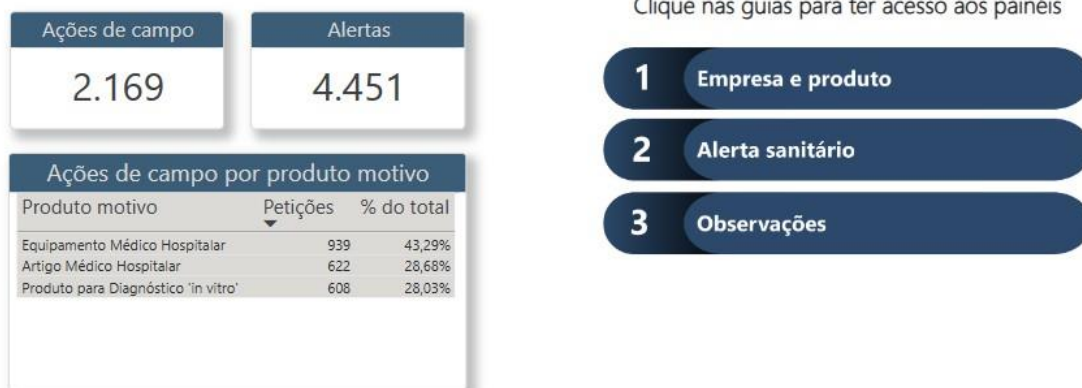 Ações de campo
2.169
Alertas
4.451
Ações de campo por produto motivo
Produto motivo Petições % do total
Equipamento Médico Hospitalar 939 43,29%
Artigo Médico Hospitalar 622 28,68%
Produto para Diagnóstico 'in vitro' 608 28,03%
Clique nas guias para ter acesso aos painéis
1 Empresa e produto
2 Alerta sanitário
3 Observações